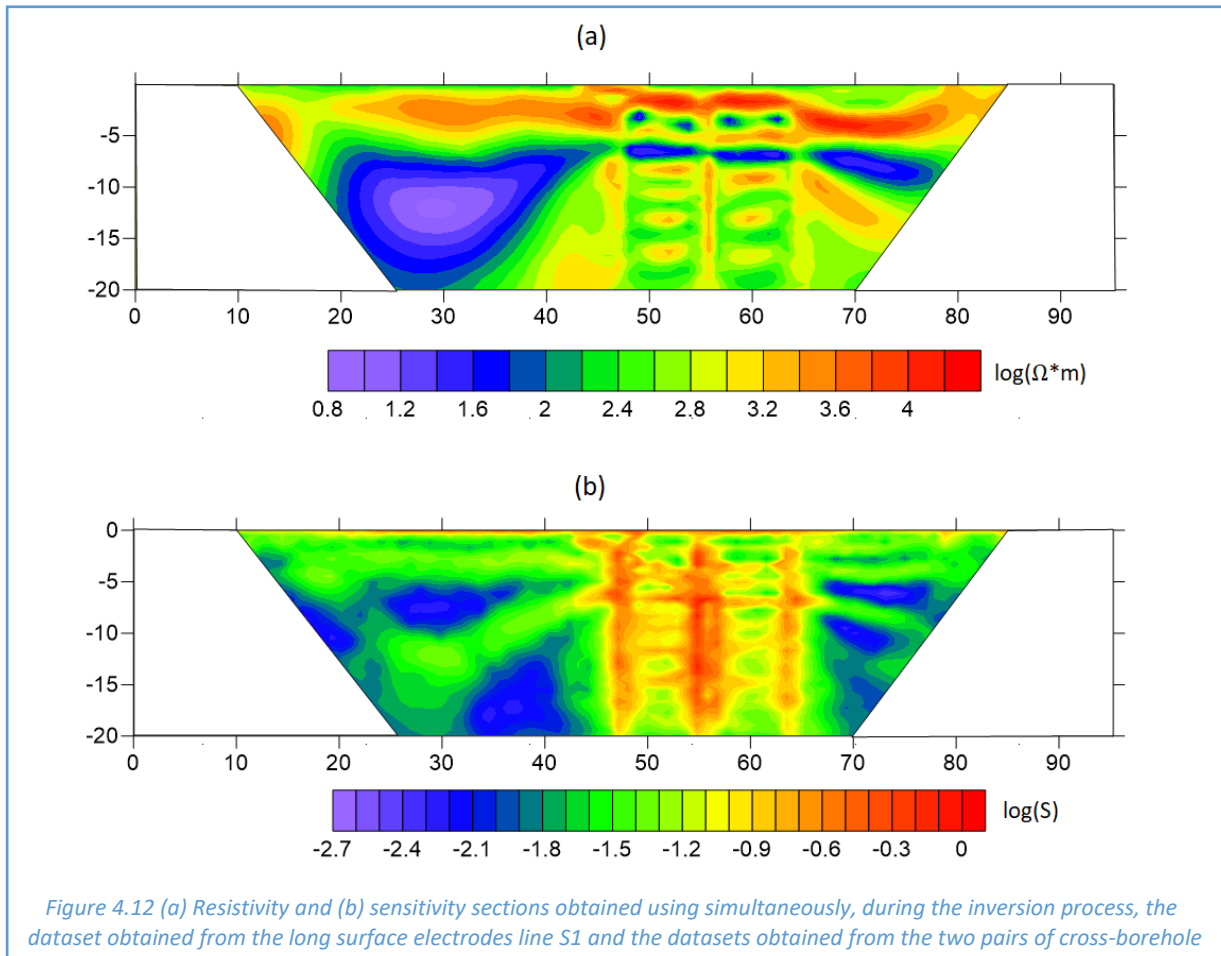 (a)
0
-5
-10
-15
-20
0 10 20 30 40 50 60 70 80 90
log(Ω*m)
0.8 1.2 1.6 2 2.4 2.8 3.2 3.6 4
(b)
0
-5
-10
-15
-20
0 10 20 30 40 50 60 70 80 90
log(S)
-2.7 -2.4 -2.1 -1.8 -1.5 -1.2 -0.9 -0.6 -0.3 0
Figure 4.12 (a) Resistivity and (b) sensitivity sections obtained using simultaneously, during the inversion process, the
dataset obtained from the long surface electrodes line S1 and the datasets obtained from the two pairs of cross-borehole